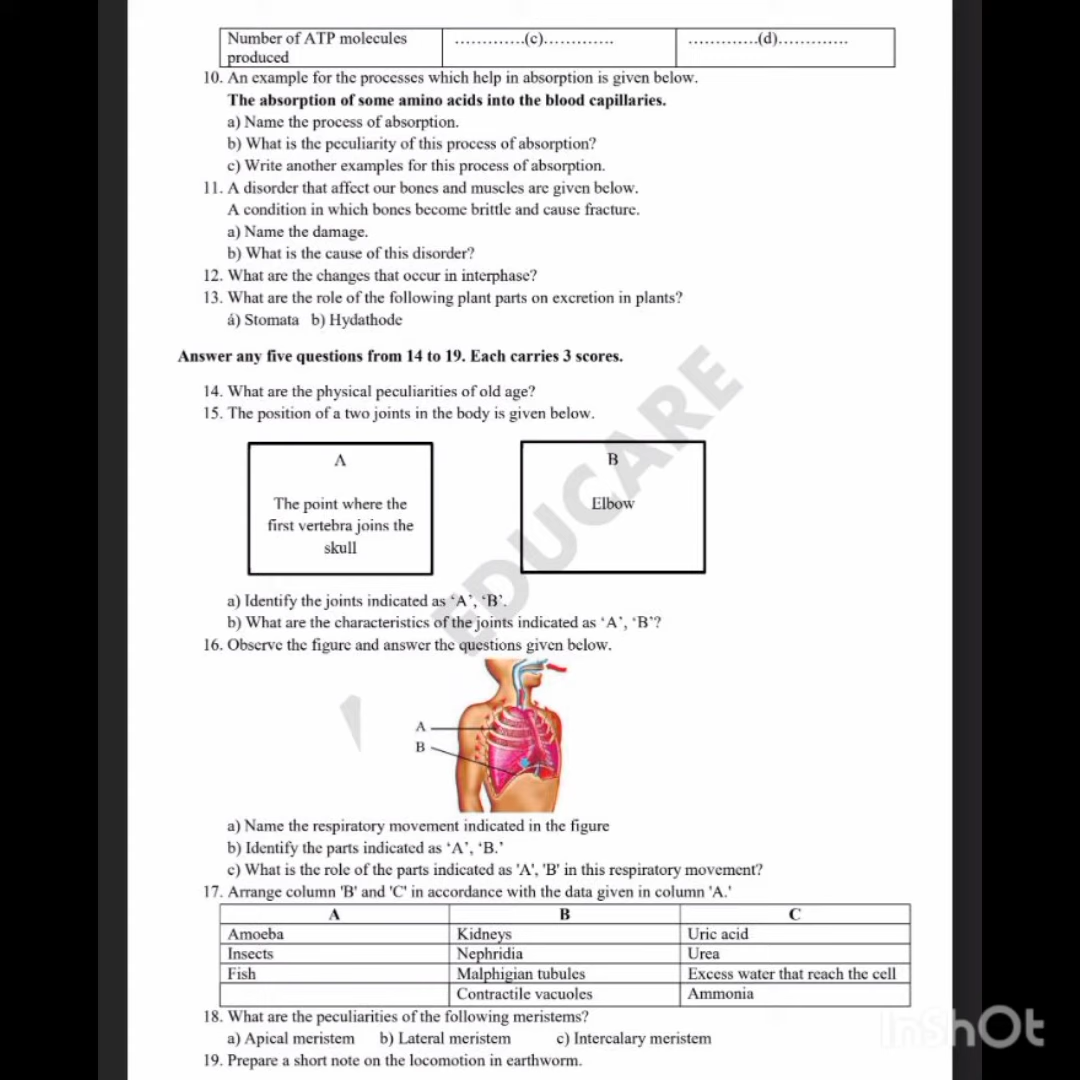 Number of ATP molecules produced .............(c)............. .............(d).............
10. An example for the processes which help in absorption is given below.
The absorption of some amino acids into the blood capillaries.
a) Name the process of absorption.
b) What is the peculiarity of this process of absorption?
c) Write another examples for this process of absorption.
11. A disorder that affect our bones and muscles are given below.
A condition in which bones become brittle and cause fracture.
a) Name the damage.
b) What is the cause of this disorder?
12. What are the changes that occur in interphase?
13. What are the role of the following plant parts on excretion in plants?
á) Stomata b) Hydathode
Answer any five questions from 14 to 19. Each carries 3 scores.
14. What are the physical peculiarities of old age?
15. The position of a two joints in the body is given below.
A
The point where the
first vertebra joins the
skull
B
Elbow
EDUCARE
a) Identify the joints indicated as ‘A’, ‘B’.
b) What are the characteristics of the joints indicated as ‘A’, ‘B’?
16. Observe the figure and answer the questions given below.
A
B
a) Name the respiratory movement indicated in the figure
b) Identify the parts indicated as ‘A’, ‘B.’
c) What is the role of the parts indicated as 'A', 'B' in this respiratory movement?
17. Arrange column 'B' and 'C' in accordance with the data given in column 'A.'
A B C
Amoeba Kidneys Uric acid
Insects Nephridia Urea
Fish Malphigian tubules Excess water that reach the cell
Contractile vacuoles Ammonia
18. What are the peculiarities of the following meristems?
a) Apical meristem b) Lateral meristem c) Intercalary meristem
19. Prepare a short note on the locomotion in earthworm.
InShOt